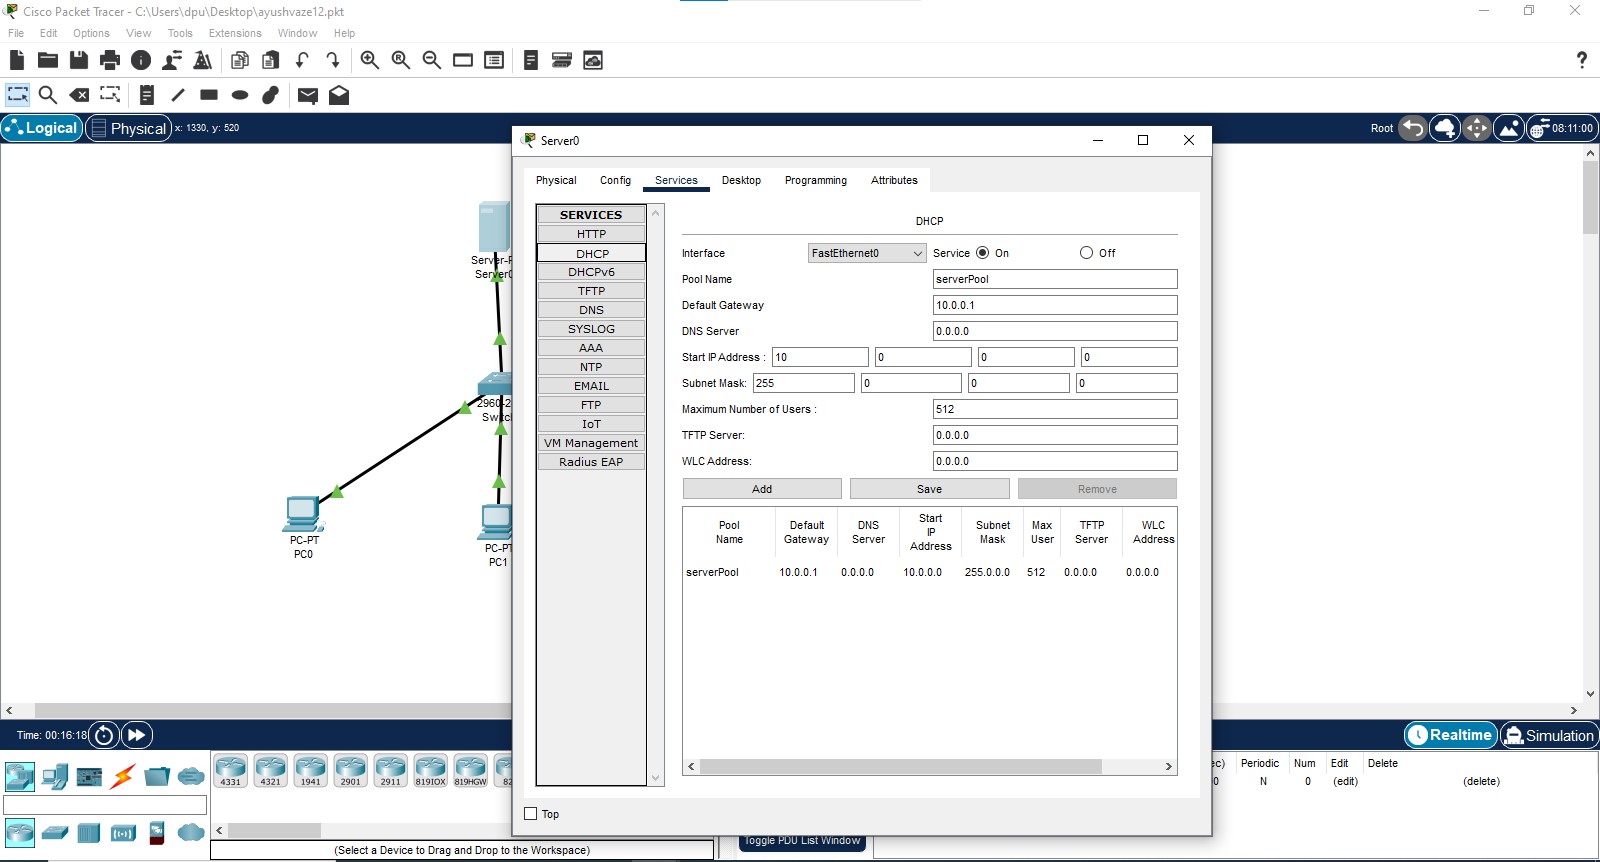 Cisco Packet Tracer - C:\Users\dpu\Desktop\ayushvaze12.pkt
File Edit Options View Tools Extensions Window Help
Logical Physical x: 1330, y: 520
Root 08:11:00
Server0
Physical Config Services Desktop Programming Attributes
SERVICES
HTTP
DHCP
DHCPv6
TFTP
DNS
SYSLOG
AAA
NTP
EMAIL
FTP
IoT
VM Management
Radius EAP
DHCP
Interface FastEthernet0 Service On Off
Pool Name serverPool
Default Gateway 10.0.0.1
DNS Server 0.0.0.0
Start IP Address : 10 0 0 0
Subnet Mask: 255 0 0 0
Maximum Number of Users : 512
TFTP Server: 0.0.0.0
WLC Address: 0.0.0.0
Add Save Remove
Pool Name Default Gateway DNS Server Start IP Address Subnet Mask Max User TFTP Server WLC Address
serverPool 10.0.0.1 0.0.0.0 10.0.0.0 255.0.0.0 512 0.0.0.0 0.0.0.0
Top
Server-P
Server0
2960-2
Switc
PC-PT
PC0
PC-PT
PC1
Time: 00:16:18
Realtime Simulation
4331 4321 1941 2901 2911 819IOX 819HGW 82
(Select a Device to Drag and Drop to the Workspace)
ec) Periodic Num Edit Delete
0 N 0 (edit) (delete)
Toggle PDU List Window